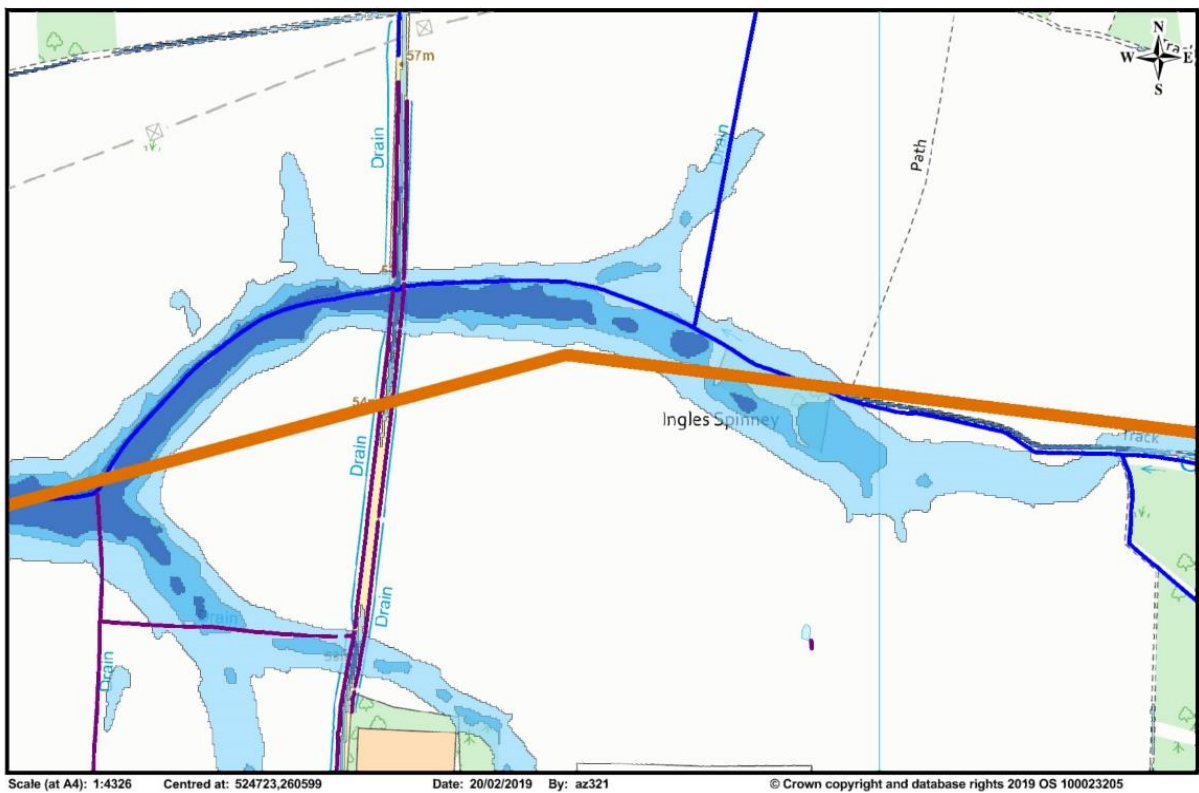 N
W E
S
57m
Drain
Drain
Path
Ingles Spinney
Track
Drain
Drain
Drain
Drain
Scale (at A4): 1:4326 Centred at: 524723,260599 Date: 20/02/2019 By: az321 © Crown copyright and database rights 2019 OS 100023205